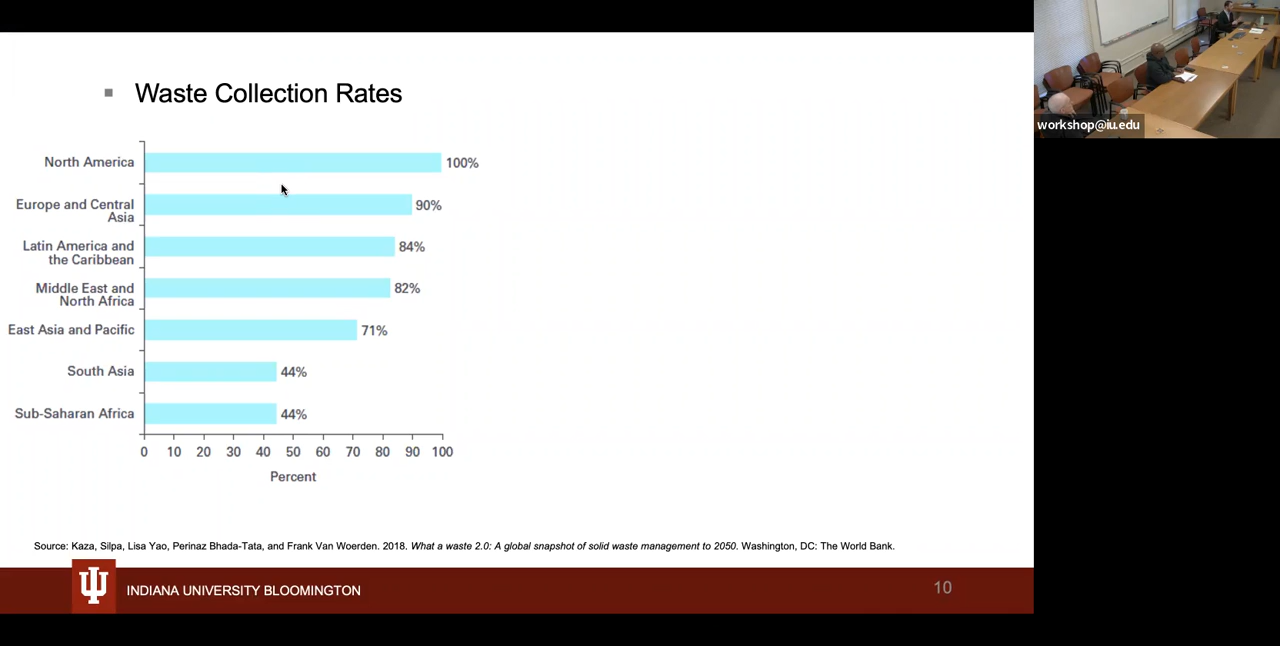 Waste Collection Rates
North America
100%
Europe and Central
Asia
90%
Latin America and
the Caribbean
84%
Middle East and
North Africa
82%
East Asia and Pacific
71%
South Asia
44%
Sub-Saharan Africa
44%
0 10 20 30 40 50 60 70 80 90 100
Percent
Source: Kaza, Silpa, Lisa Yao, Perinaz Bhada-Tata, and Frank Van Woerden. 2018. What a waste 2.0: A global snapshot of solid waste management to 2050. Washington, DC: The World Bank.
INDIANA UNIVERSITY BLOOMINGTON
10
workshop@iu.edu